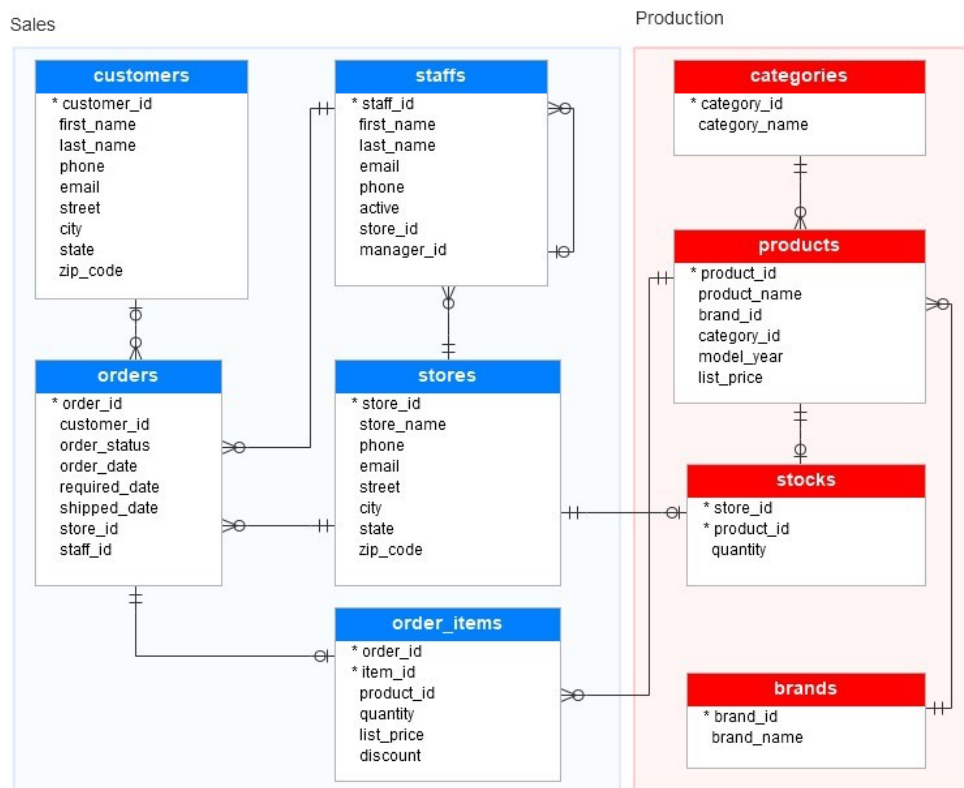 Sales
Production
customers
* customer_id
first_name
last_name
phone
email
street
city
state
zip_code
staffs
* staff_id
first_name
last_name
email
phone
active
store_id
manager_id
categories
* category_id
category_name
products
* product_id
product_name
brand_id
category_id
model_year
list_price
orders
* order_id
customer_id
order_status
order_date
required_date
shipped_date
store_id
staff_id
stores
* store_id
store_name
phone
email
street
city
state
zip_code
stocks
* store_id
* product_id
quantity
order_items
* order_id
* item_id
product_id
quantity
list_price
discount
brands
* brand_id
brand_name